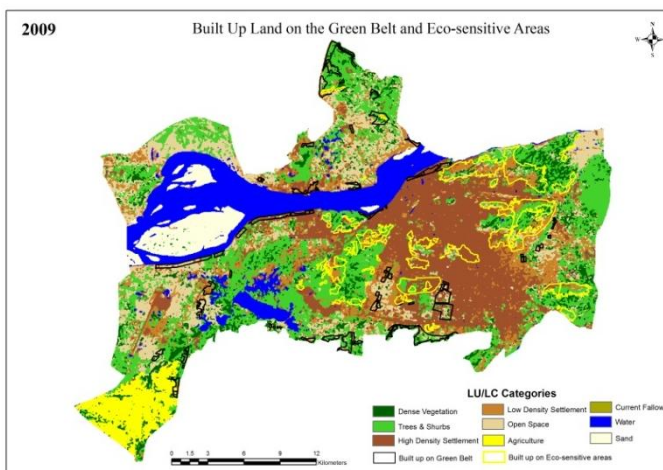 2009
Built Up Land on the Green Belt and Eco-sensitive Areas
N
W
E
S
LU/LC Categories
Dense Vegetation
Low Density Settlement
Current Fallow
Trees & Shurbs
Open Space
Water
High Density Settlement
Agriculture
Sand
Built up on Green Belt
Built up on Eco-sensitive areas
0 1.5 3 6 9 12
Kilometers